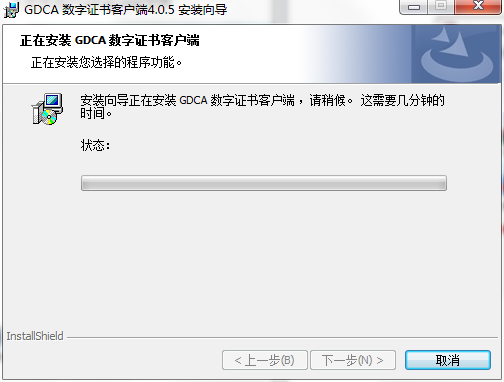 GDCA 数字证书客户端4.0.5 安装向导
正在安装 GDCA 数字证书客户端
正在安装您选择的程序功能。
安装向导正在安装 GDCA 数字证书客户端 ，请稍候。 这需要几分钟的
时间。
状态：
InstallShield
< 上一步(B)
下一步(N) >
取消